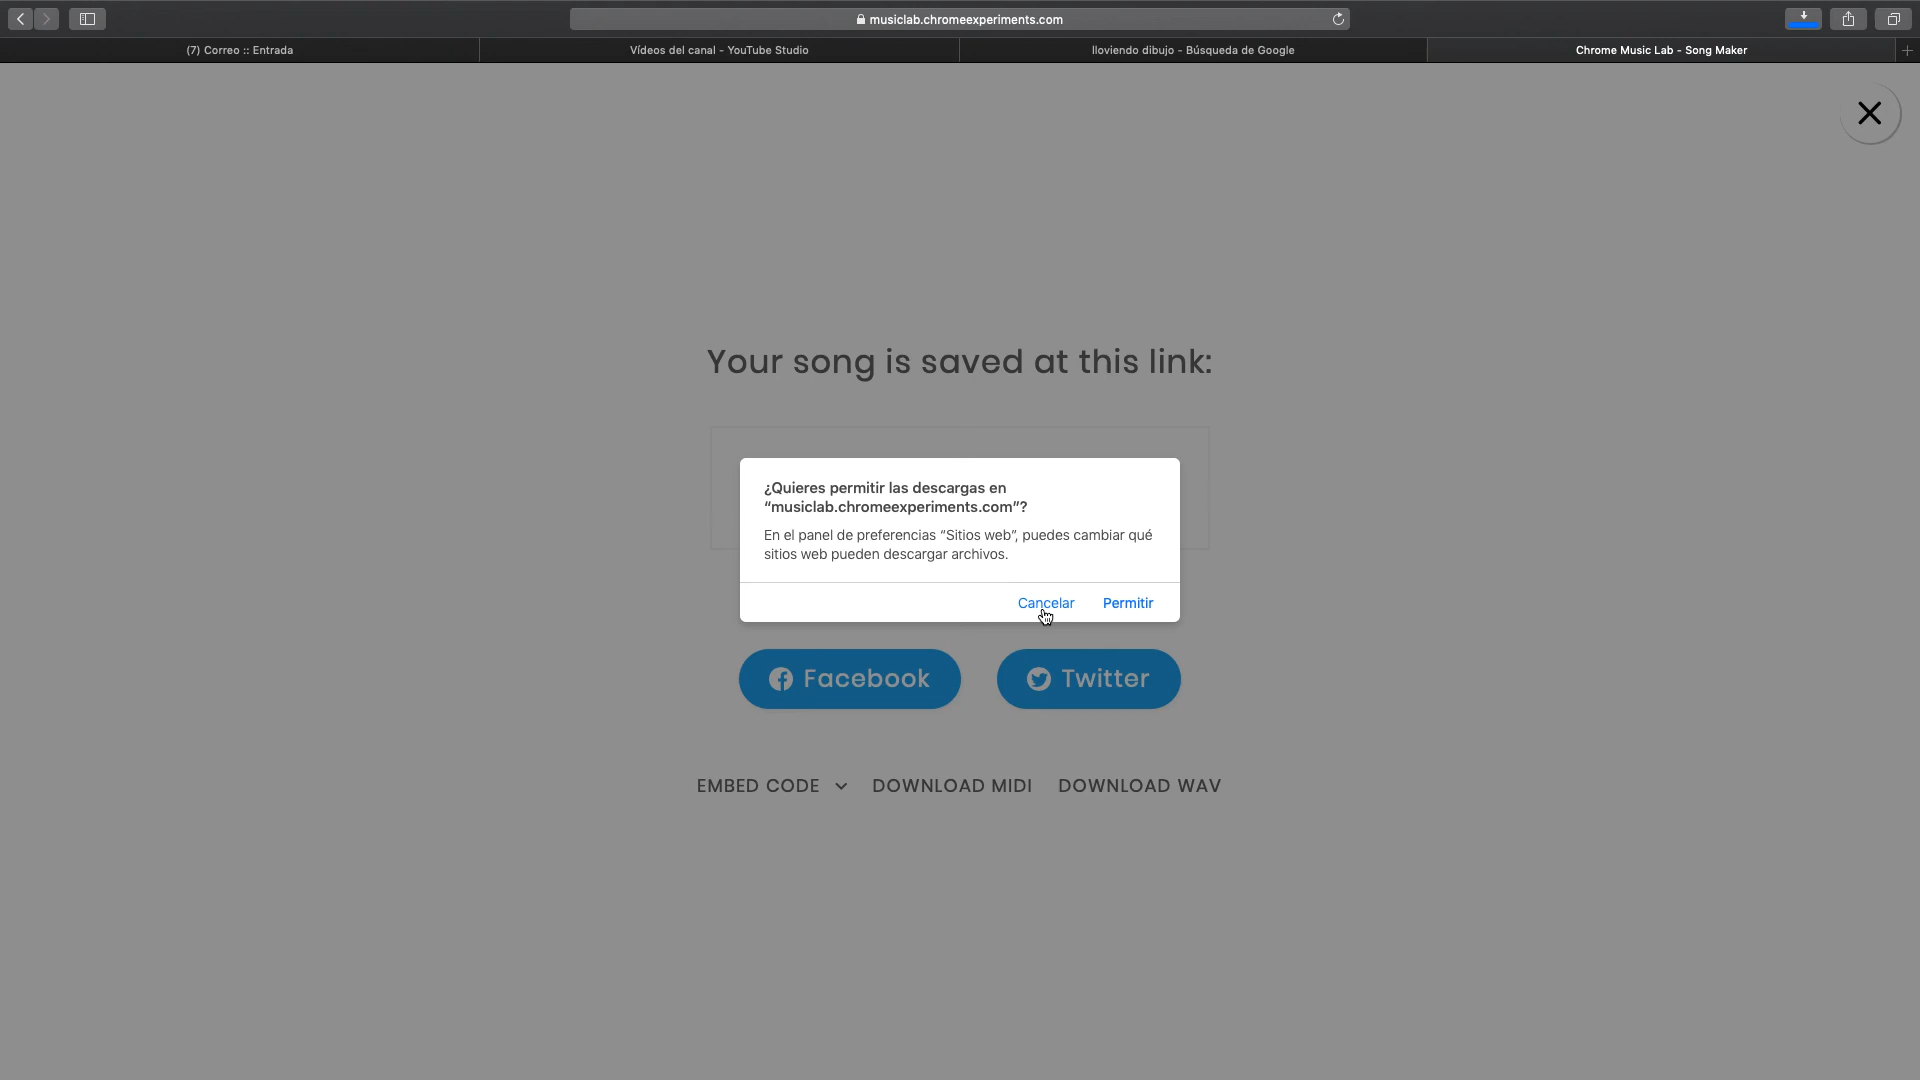 musiclab.chromeexperiments.com
(7) Correo :: Entrada
Vídeos del canal - YouTube Studio
lloviendo dibujo - Búsqueda de Google
Chrome Music Lab - Song Maker
Your song is saved at this link:
¿Quieres permitir las descargas en
“musiclab.chromeexperiments.com”?
En el panel de preferencias “Sitios web”, puedes cambiar qué
sitios web pueden descargar archivos.
Cancelar
Permitir
Facebook
Twitter
EMBED CODE
DOWNLOAD MIDI
DOWNLOAD WAV